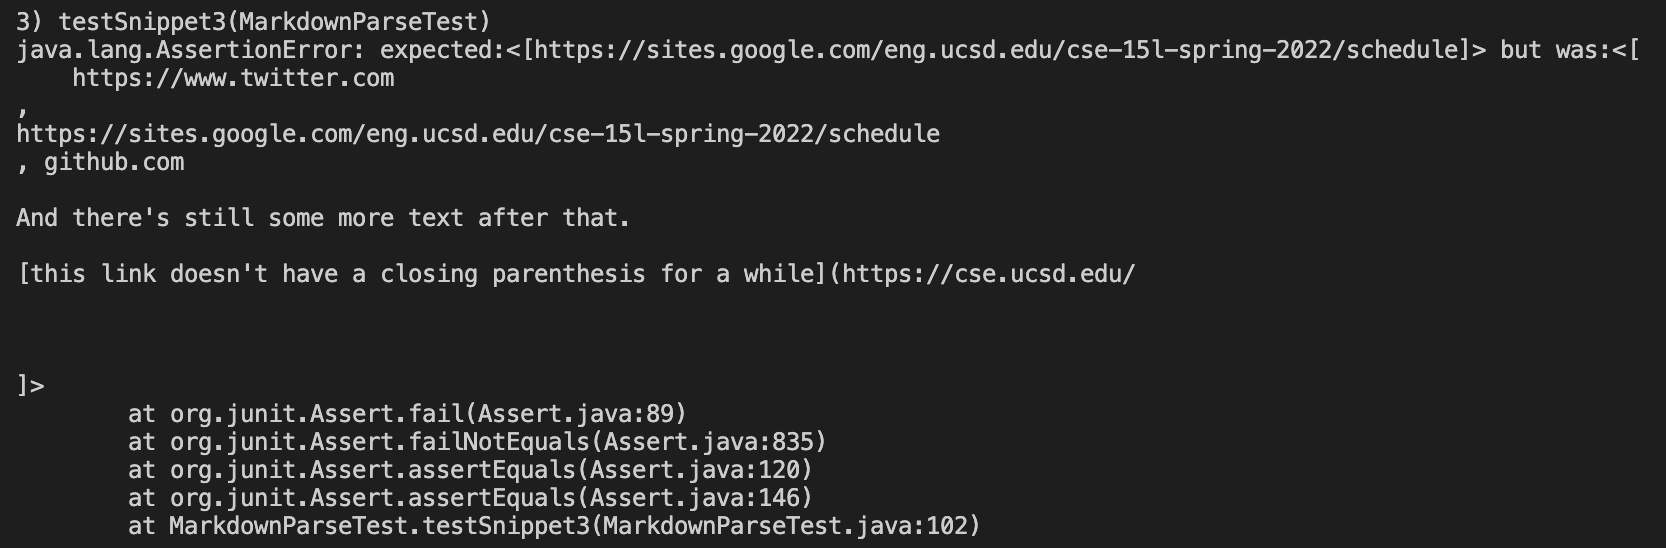 3) testSnippet3(MarkdownParseTest)
java.lang.AssertionError: expected:<[https://sites.google.com/eng.ucsd.edu/cse-15l-spring-2022/schedule]> but was:<[
    https://www.twitter.com
,
https://sites.google.com/eng.ucsd.edu/cse-15l-spring-2022/schedule
, github.com

And there's still some more text after that.

[this link doesn't have a closing parenthesis for a while](https://cse.ucsd.edu/



]>
        at org.junit.Assert.fail(Assert.java:89)
        at org.junit.Assert.failNotEquals(Assert.java:835)
        at org.junit.Assert.assertEquals(Assert.java:120)
        at org.junit.Assert.assertEquals(Assert.java:146)
        at MarkdownParseTest.testSnippet3(MarkdownParseTest.java:102)